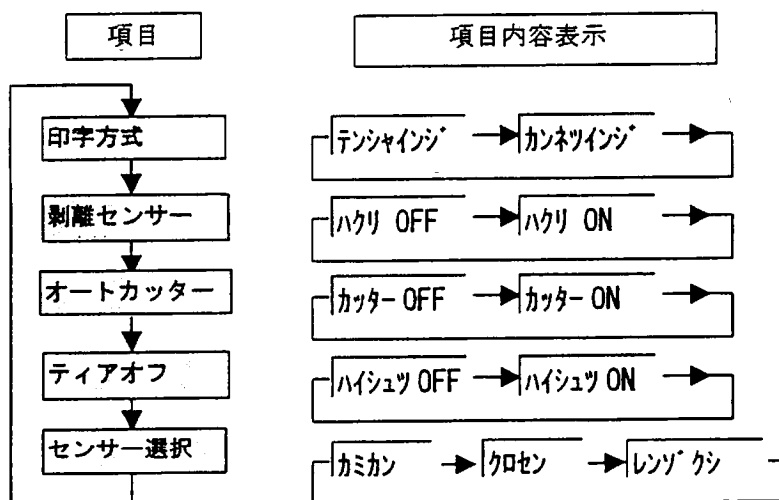 項目 項目内容表示
印字方式 テンシャインジ カンネツインジ
剥離センサー ハクリ OFF ハクリ ON
オートカッター カッター OFF カッター ON
ティアオフ ハイシュツ OFF ハイシュツ ON
センサー選択 カミカン クロセン レンゾクシ